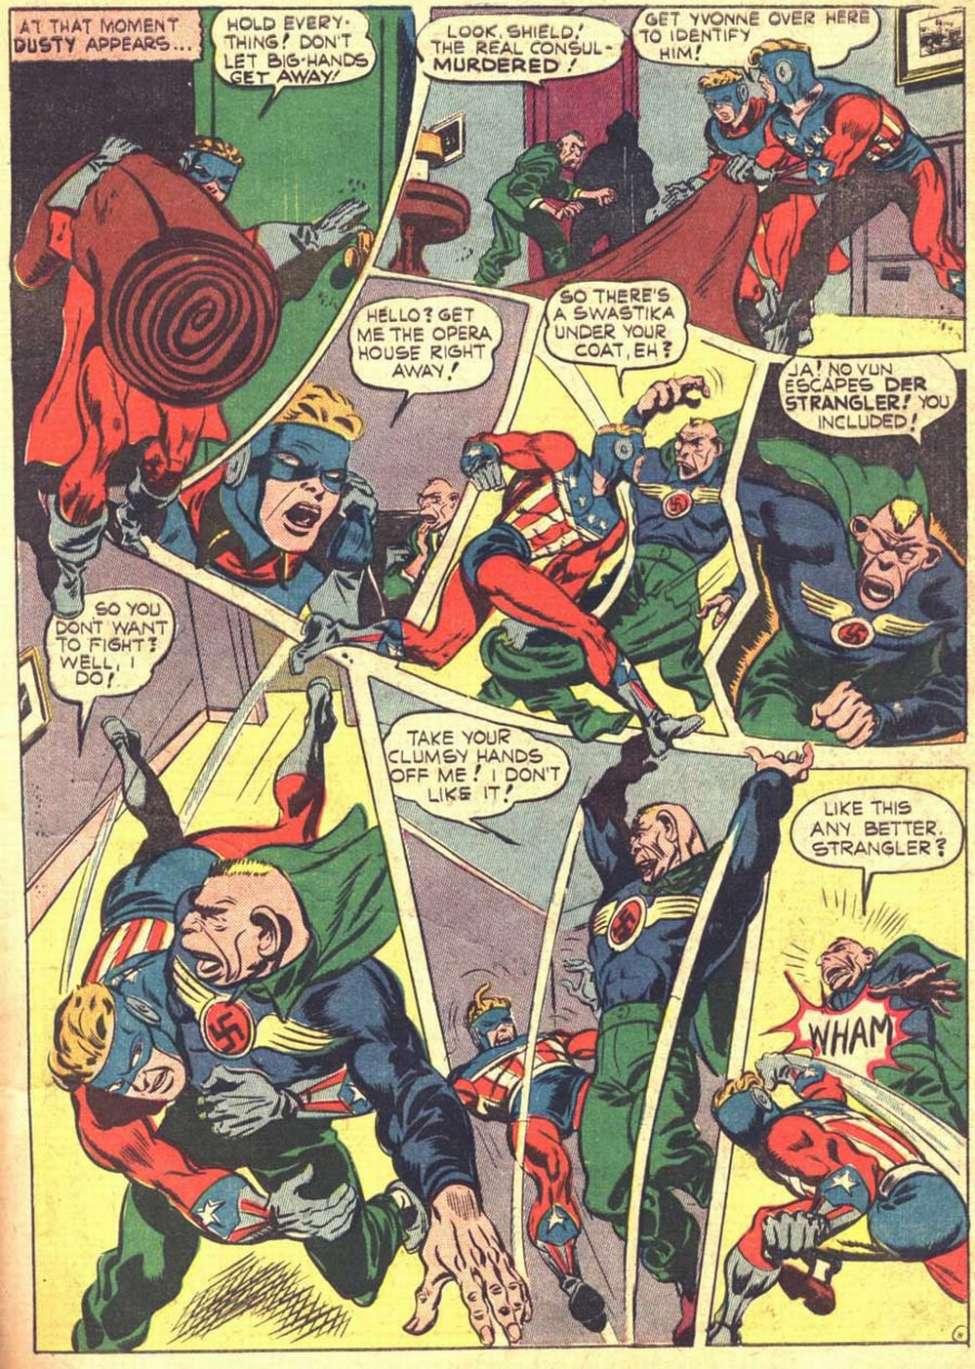 AT THAT MOMENT
DUSTY APPEARS...
HOLD EVERY-
THING! DON'T
LET BIG-HANDS
GET AWAY!
LOOK, SHIELD!
THE REAL CONSUL-
MURDERED!
GET YVONNE OVER HERE
TO IDENTIFY
HIM!
HELLO? GET
ME THE OPERA
HOUSE RIGHT
AWAY!
SO THERE'S
A SWASTIKA
UNDER YOUR
COAT, EH?
JA! NO VUN
ESCAPES DER
STRANGLER! YOU
INCLUDED!
SO YOU
DONT WANT
TO FIGHT?
WELL, I
DO!
TAKE YOUR
CLUMSY HANDS
OFF ME! I DON'T
LIKE IT!
LIKE THIS
ANY BETTER,
STRANGLER?
WHAM